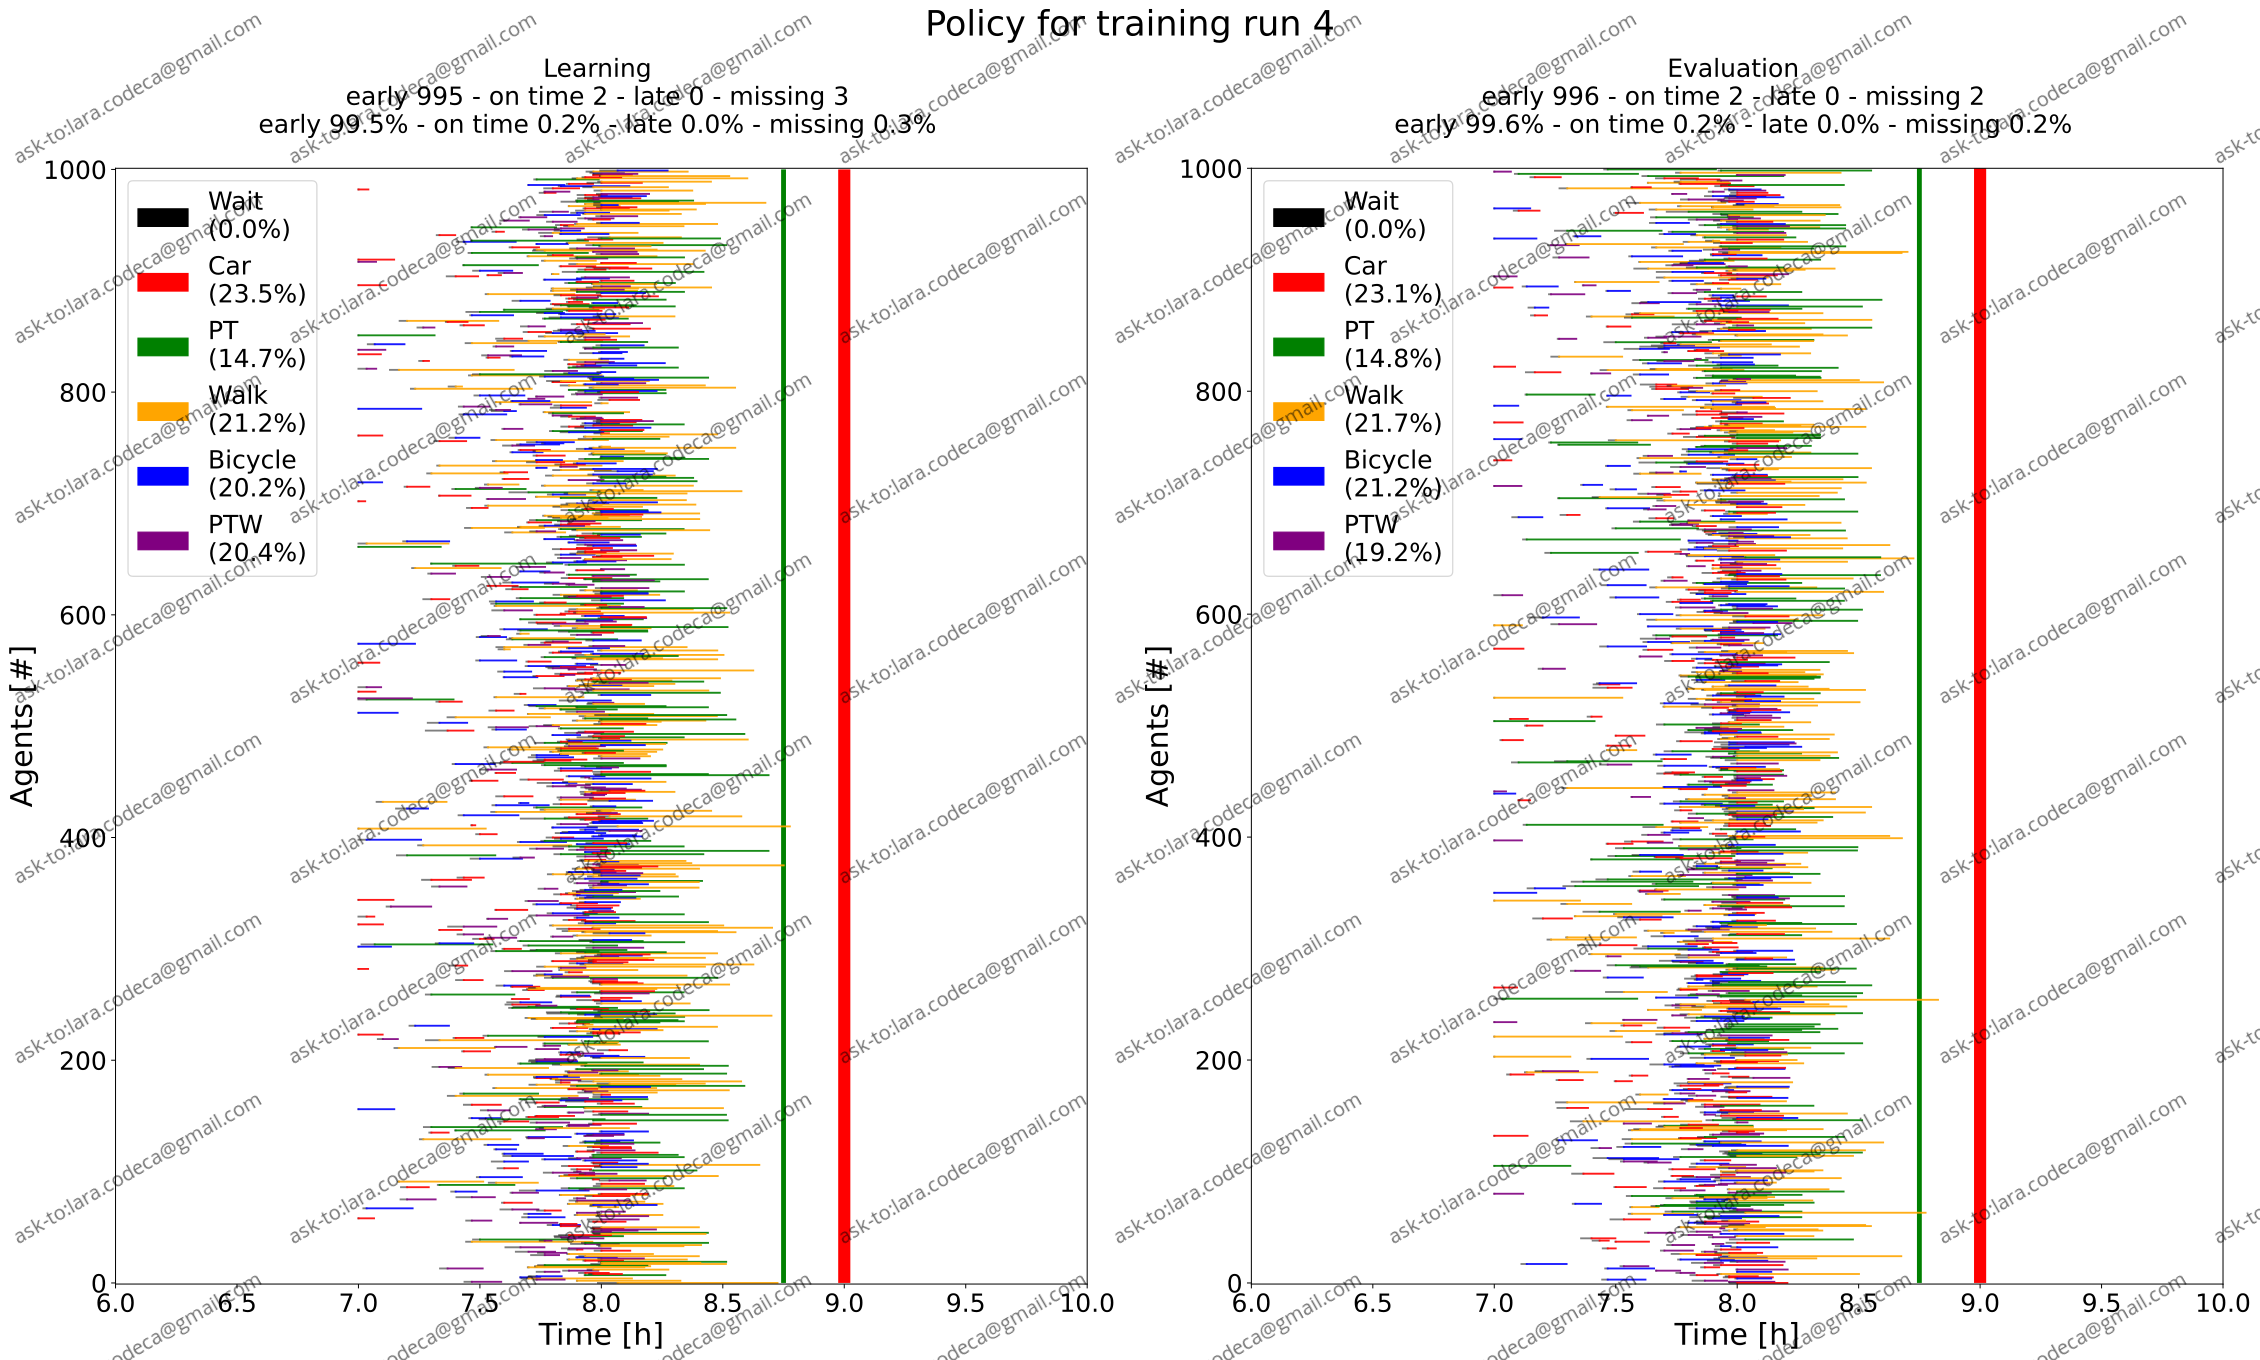 Policy for training run 4
Learning
early 995 - on time 2 - late 0 - missing 3
early 99.5% - on time 0.2% - late 0.0% - missing 0.3%
Agents [#]
1000
800
600
400
200
0
Wait
(0.0%)
Car
(23.5%)
PT
(14.7%)
Walk
(21.2%)
Bicycle
(20.2%)
PTW
(20.4%)
6.0 6.5 7.0 7.5 8.0 8.5 9.0 9.5 10.0
Time [h]
Evaluation
early 996 - on time 2 - late 0 - missing 2
early 99.6% - on time 0.2% - late 0.0% - missing 0.2%
Agents [#]
1000
800
600
400
200
0
Wait
(0.0%)
Car
(23.1%)
PT
(14.8%)
Walk
(21.7%)
Bicycle
(21.2%)
PTW
(19.2%)
6.0 6.5 7.0 7.5 8.0 8.5 9.0 9.5 10.0
Time [h]
ask-to:lara.codeca@gmail.com